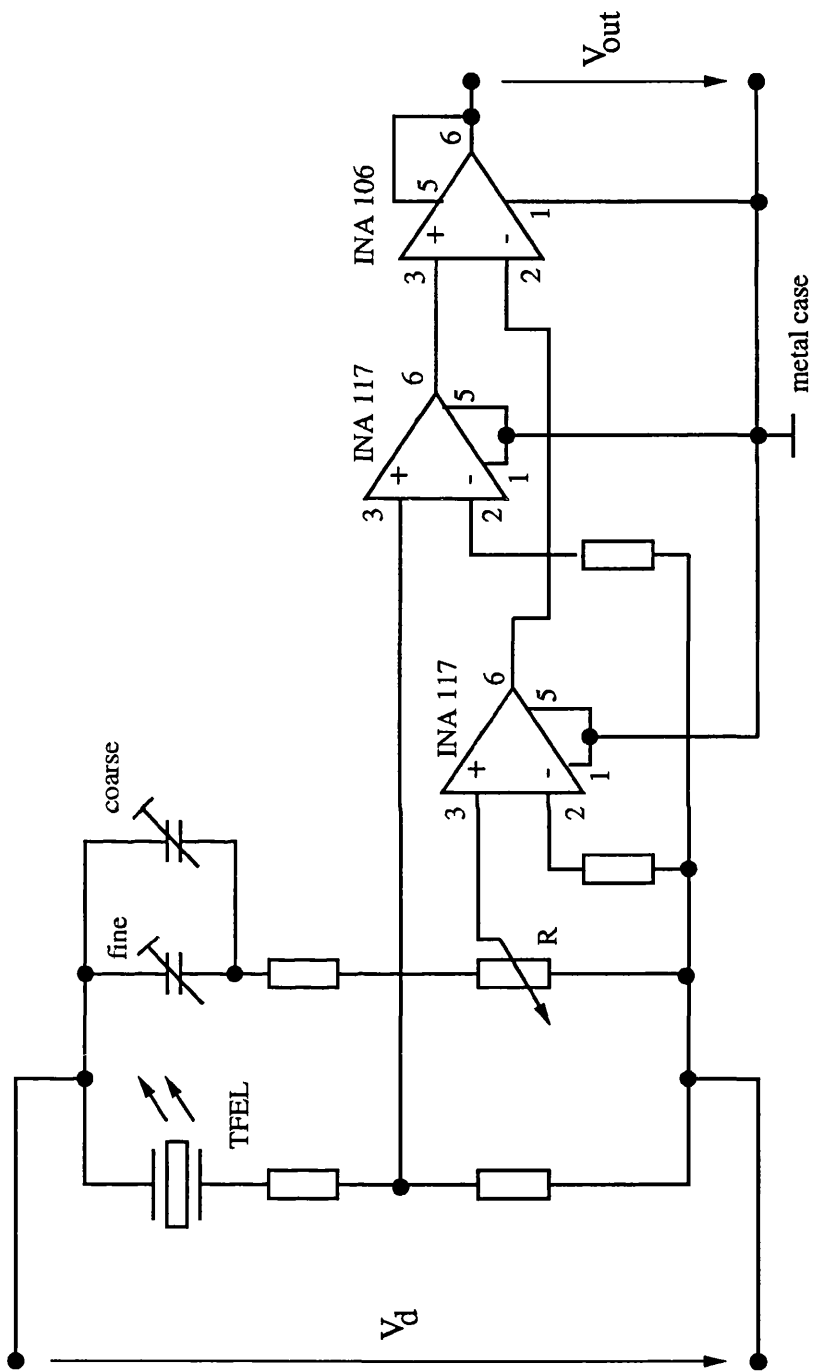 V_d
TFEL
fine
coarse
R
INA 117
3
+
2
-
1
5
6
INA 117
3
+
2
-
1
5
6
INA 106
3
+
2
-
1
5
6
V_out
metal case